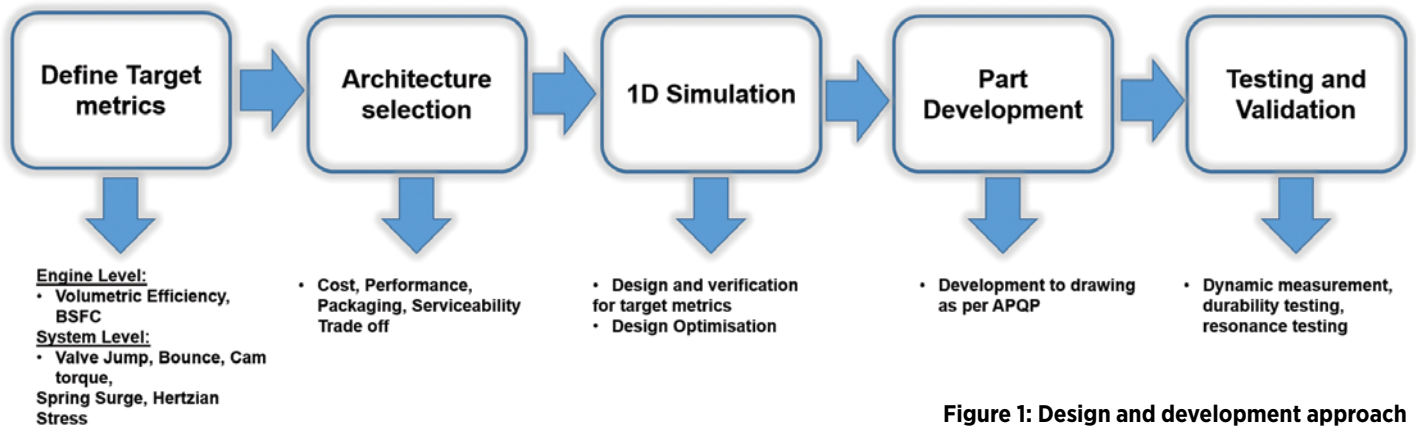 Define Target
metrics
Architecture
selection
1D Simulation
Part
Development
Testing and
Validation
Engine Level:
• Volumetric Efficiency,
BSFC
System Level:
• Valve Jump, Bounce, Cam
torque,
Spring Surge, Hertzian
Stress
• Cost, Performance,
Packaging, Serviceability
Trade off
• Design and verification
for target metrics
• Design Optimisation
• Development to drawing
as per APQP
• Dynamic measurement,
durability testing,
resonance testing
Figure 1: Design and development approach